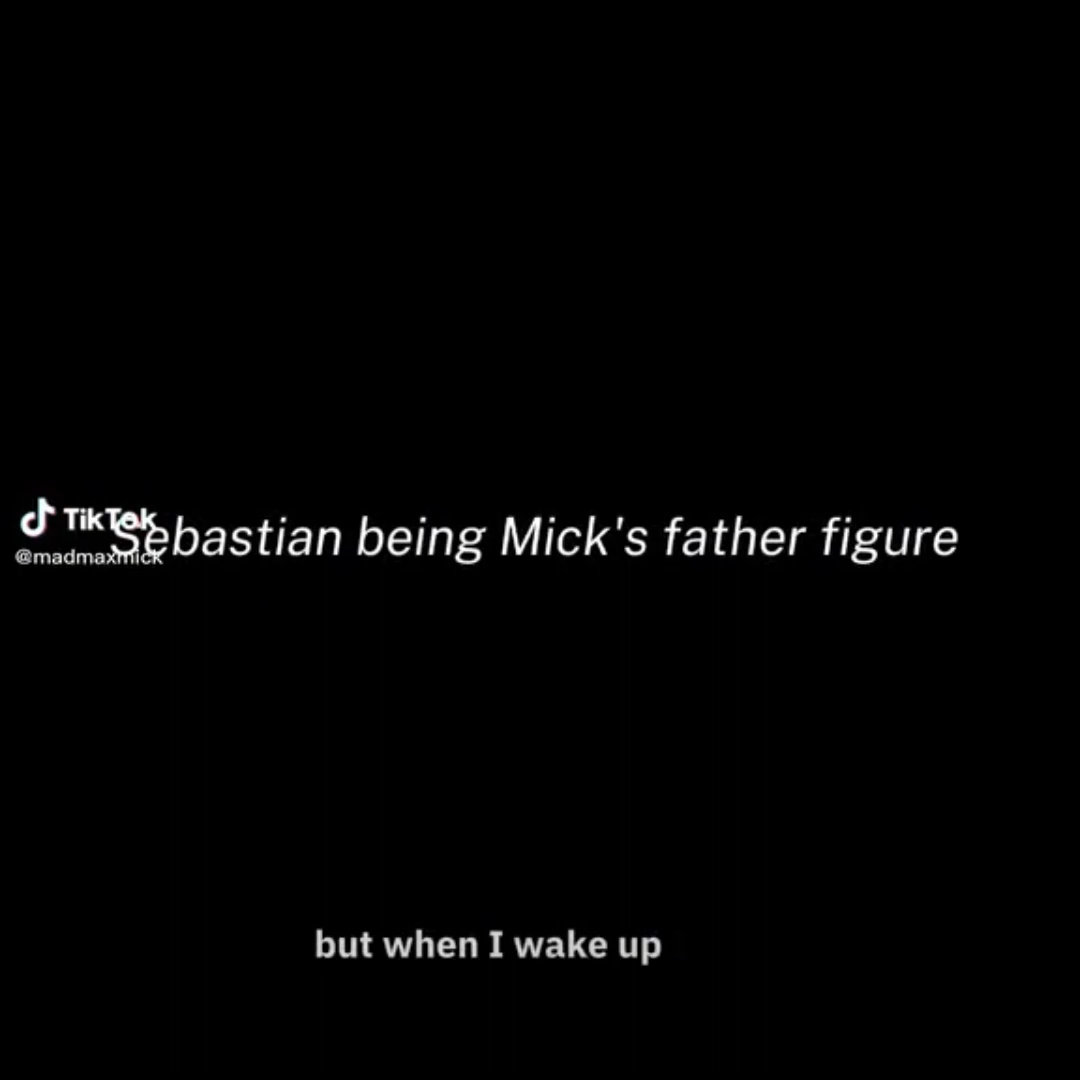 TikTok
Sebastian being Mick's father figure
@madmaxmick
but when I wake up